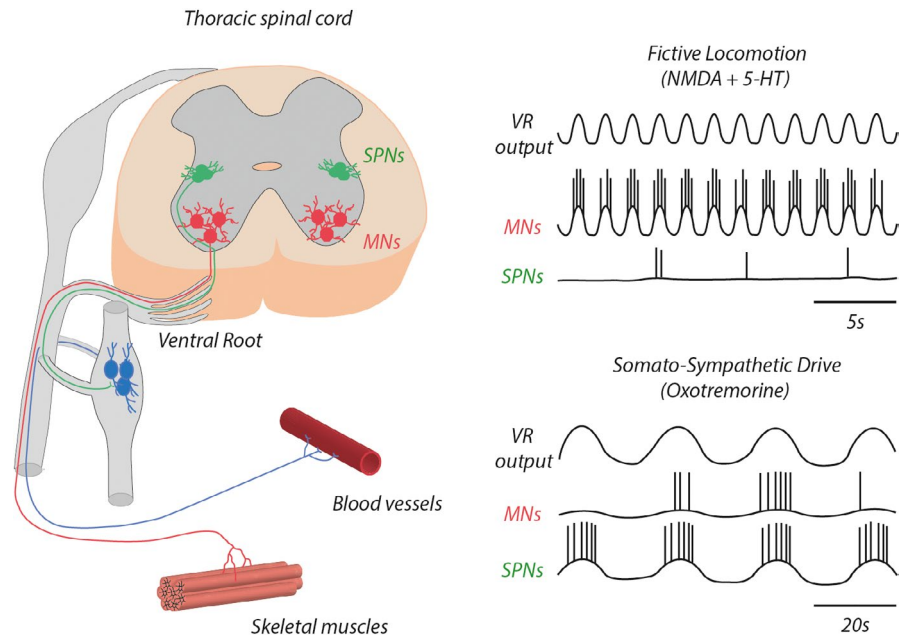 Thoracic spinal cord
SPNs
MNs
Ventral Root
Blood vessels
Skeletal muscles
Fictive Locomotion
(NMDA + 5-HT)
VR
output
MNs
SPNs
5s
Somato-Sympathetic Drive
(Oxotremorine)
VR
output
MNs
SPNs
20s